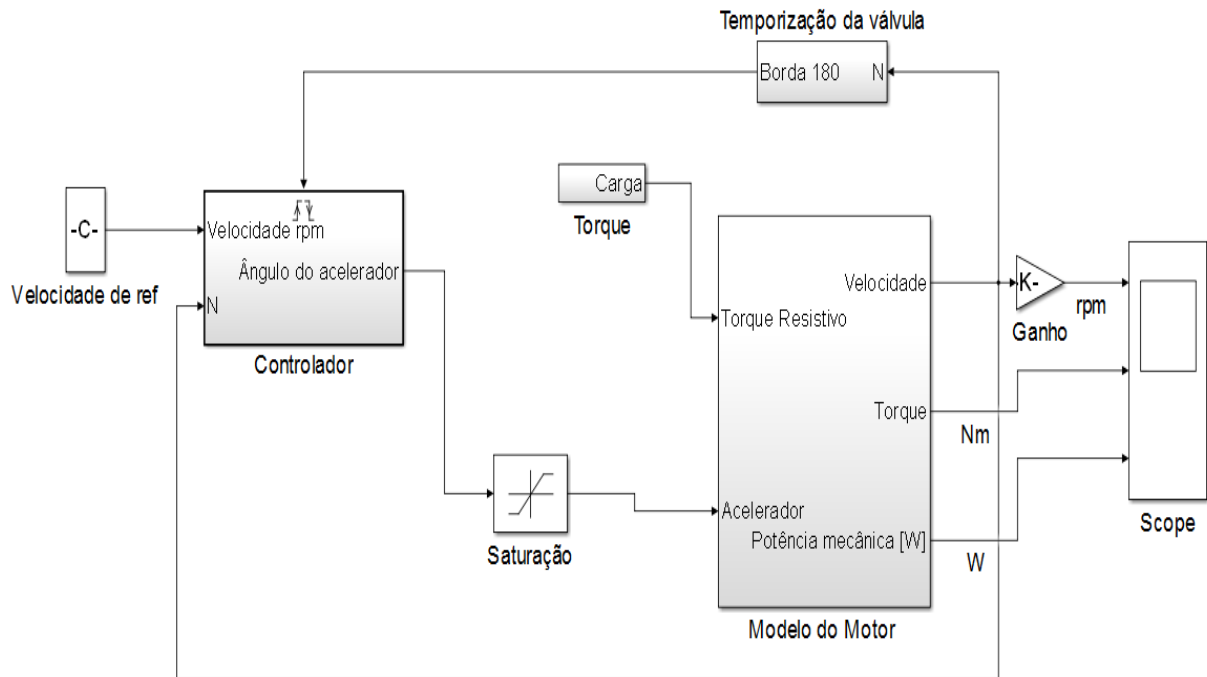 Temporização da válvula
Borda 180 N
Carga
Torque
-C-
Velocidade de ref
Velocidade rpm
Ângulo do acelerador
N
Controlador
Velocidade
Torque Resistivo
Torque
Acelerador
Potência mecânica [W]
Modelo do Motor
-K-
Ganho
rpm
Nm
W
Scope
Saturação